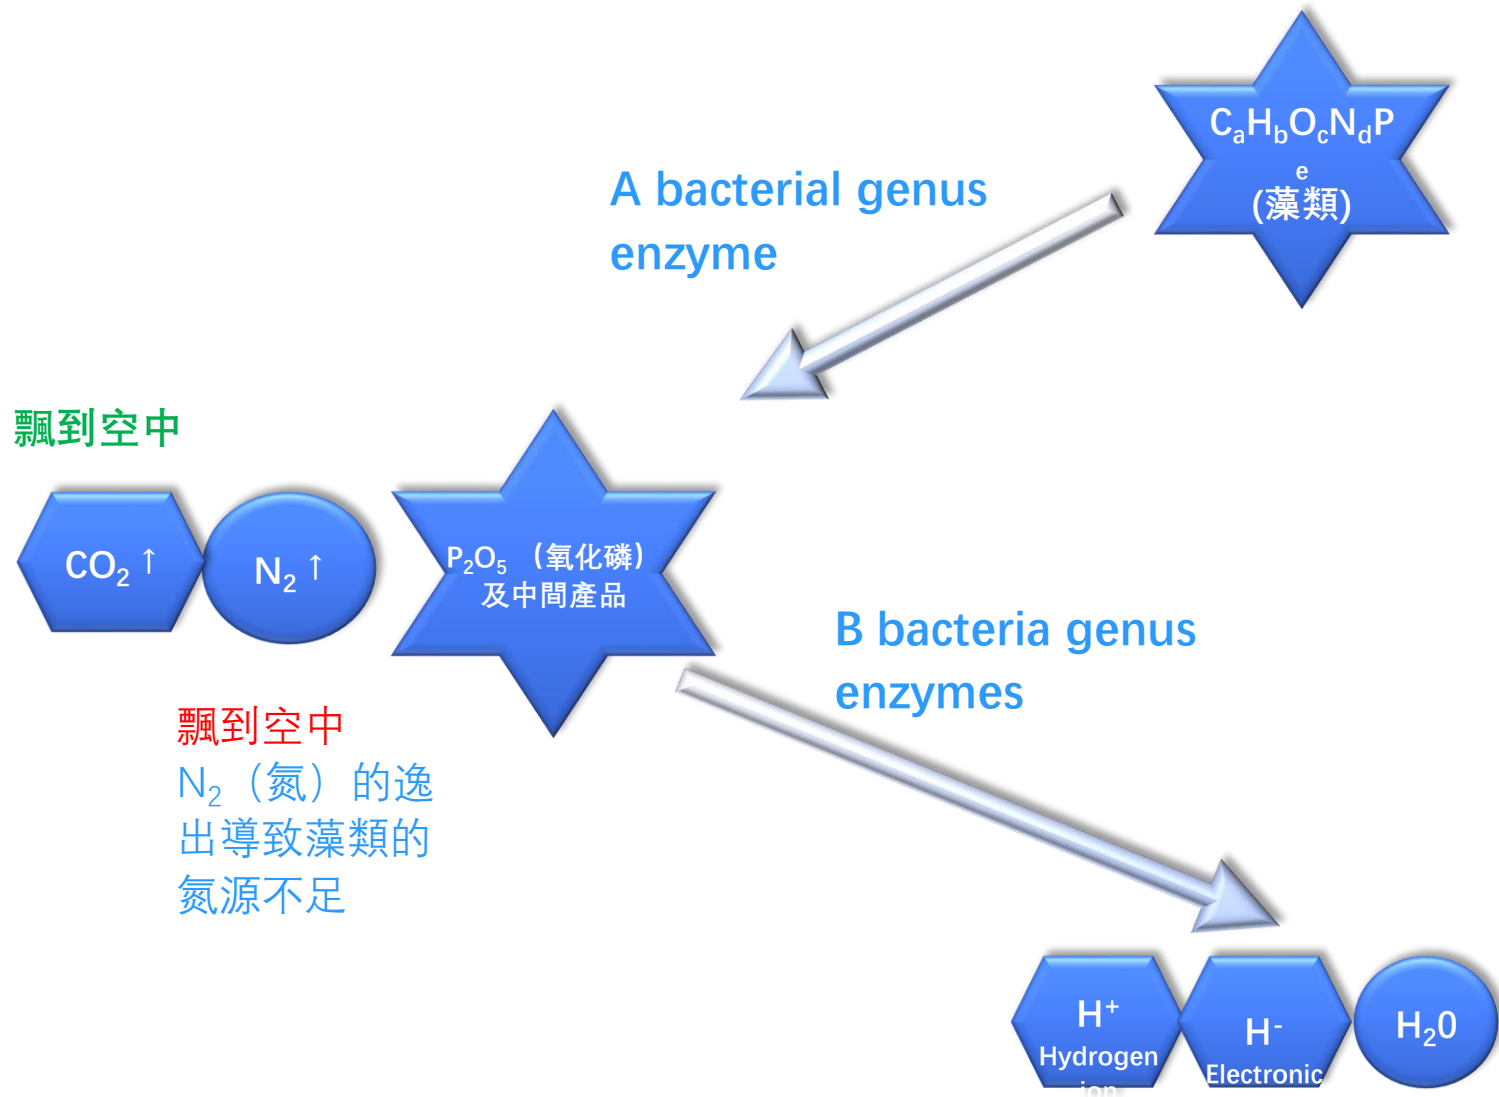 CₐH_bO_cN_dP
e
(藻類)
A bacterial genus
enzyme
飄到空中
CO₂ ↑
N₂ ↑
P₂O₅ （氧化磷）
及中間產品
B bacteria genus
enzymes
飄到空中
N₂（氮）的逸
出導致藻類的
氮源不足
H⁺
Hydrogen
ion
H⁻
Electronic
H₂0